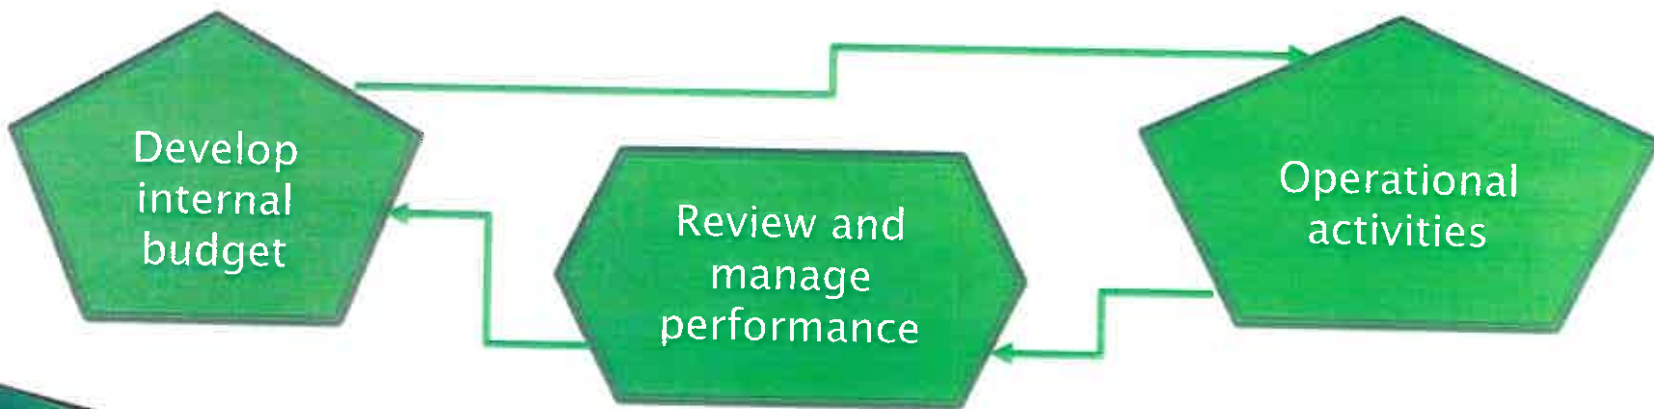 Develop
internal
budget
Review and
manage
performance
Operational
activities